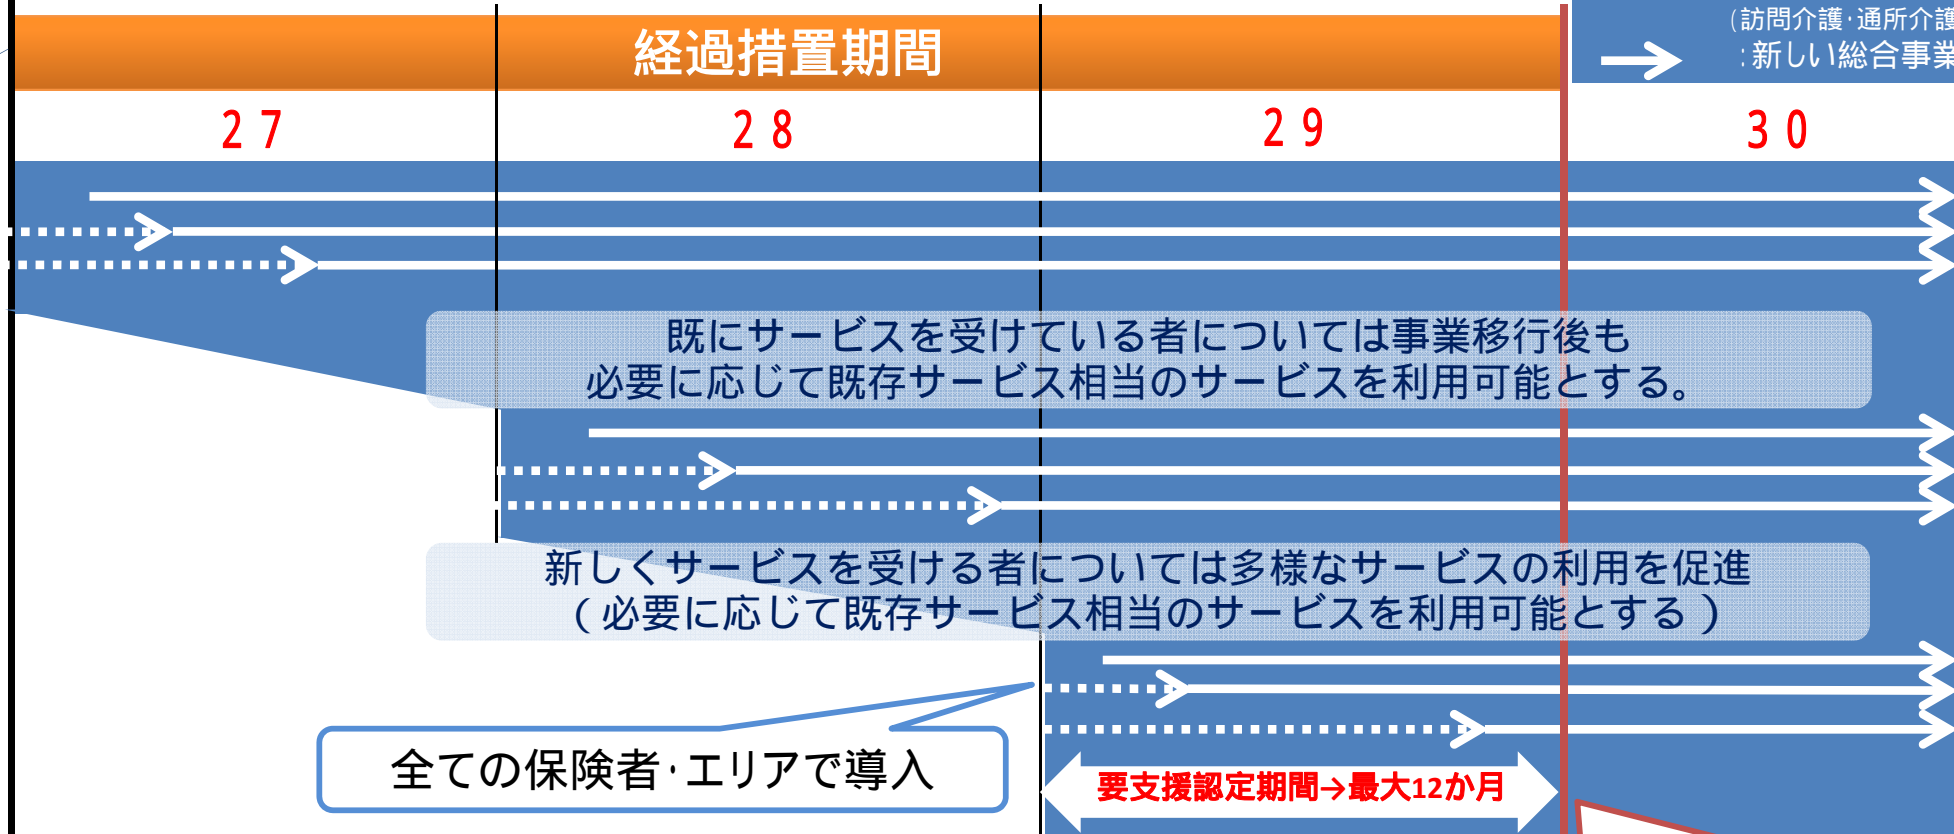 (訪問介護･通所介護
:新しい総合事業
経過措置期間
27
28
29
30
既にサービスを受けている者については事業移行後も
必要に応じて既存サービス相当のサービスを利用可能とする。
新しくサービスを受ける者については多様なサービスの利用を促進
(必要に応じて既存サービス相当のサービスを利用可能とする)
全ての保険者･エリアで導入
要支援認定期間→最大12か月